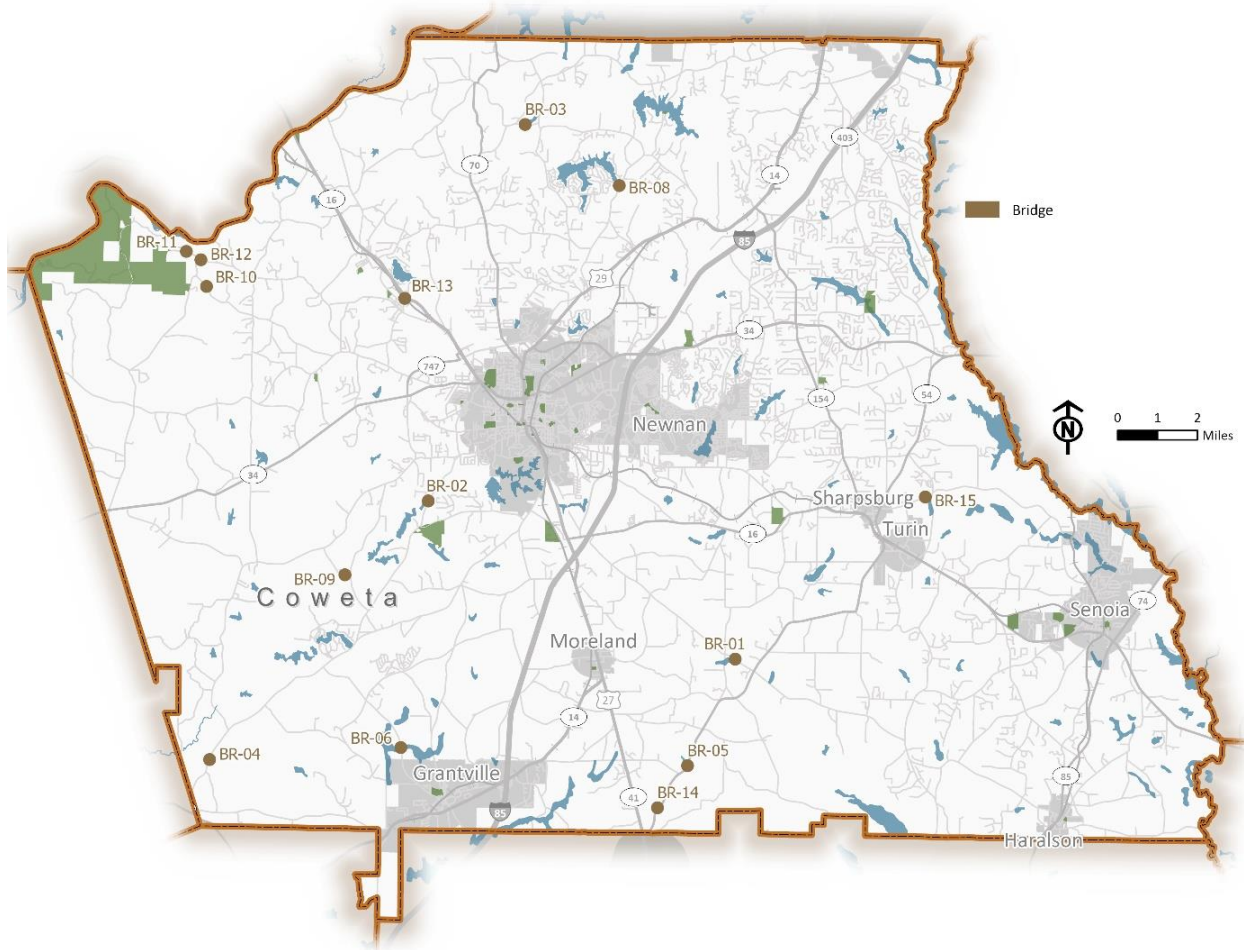 BR-03
403
70
14
BR-08
16
Bridge
85
BR-11
BR-12
29
BR-10
BR-13
34
747
54
154
N
0 1 2
Miles
Newnan
34
BR-02
Sharpsburg
BR-15
Turin
16
BR-09
Coweta
74
Senoia
Moreland
BR-01
27
14
BR-06
BR-04
BR-05
Grantville
85
41
BR-14
85
Haralson